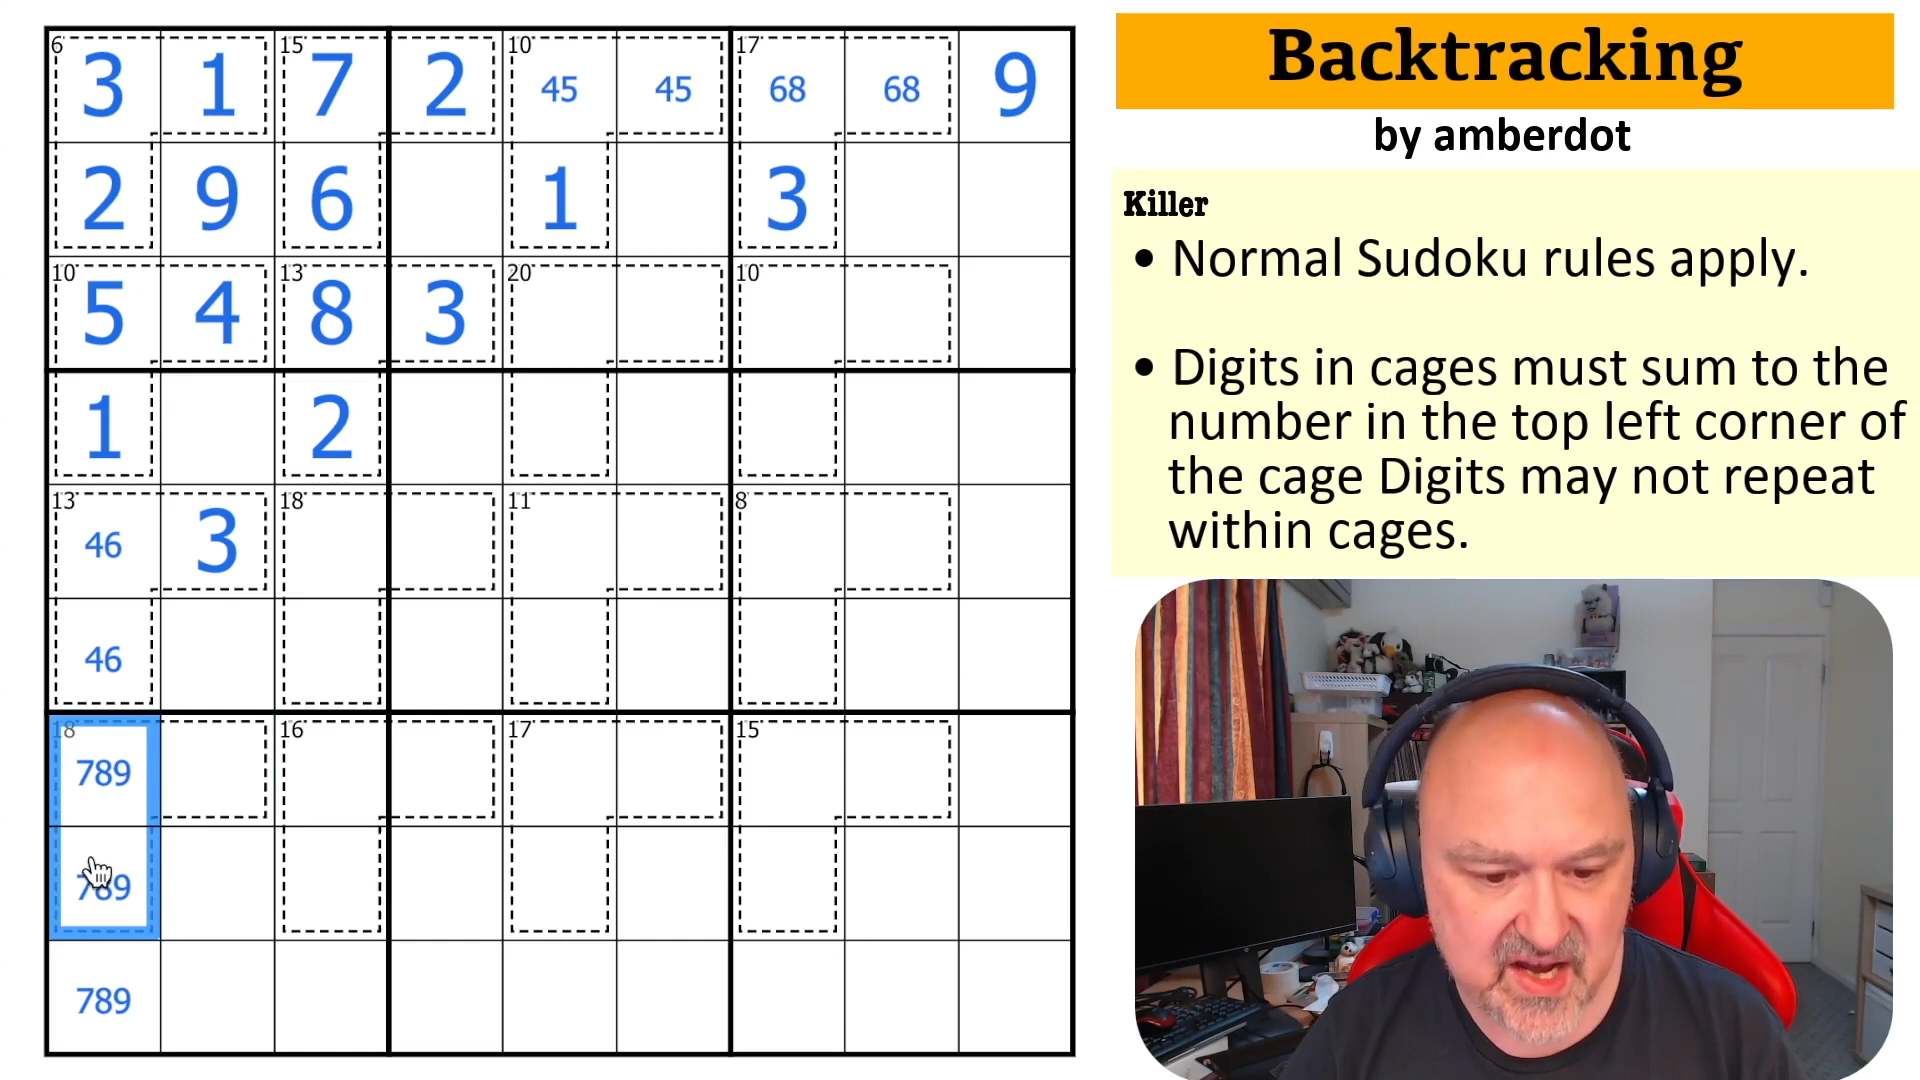 6 15 10 17
3 1 7 2 45 45 68 68 9
2 9 6 1 3
10 13 20 10
5 4 8 3
1 2
13 18 11 8
46 3
46
18 16 17 15
789
789
789
Backtracking
by amberdot
Killer
• Normal Sudoku rules apply.
• Digits in cages must sum to the
number in the top left corner of
the cage Digits may not repeat
within cages.